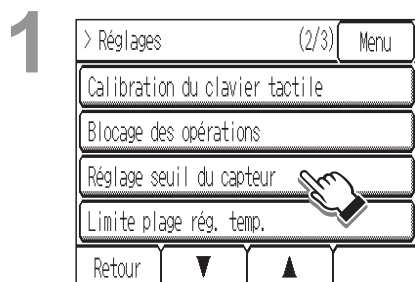 1
> Réglages (2/3) Menu
Calibration du clavier tactile
Blocage des opérations
Réglage seuil du capteur
Limite plage rég. temp.
Retour ▼ ▲